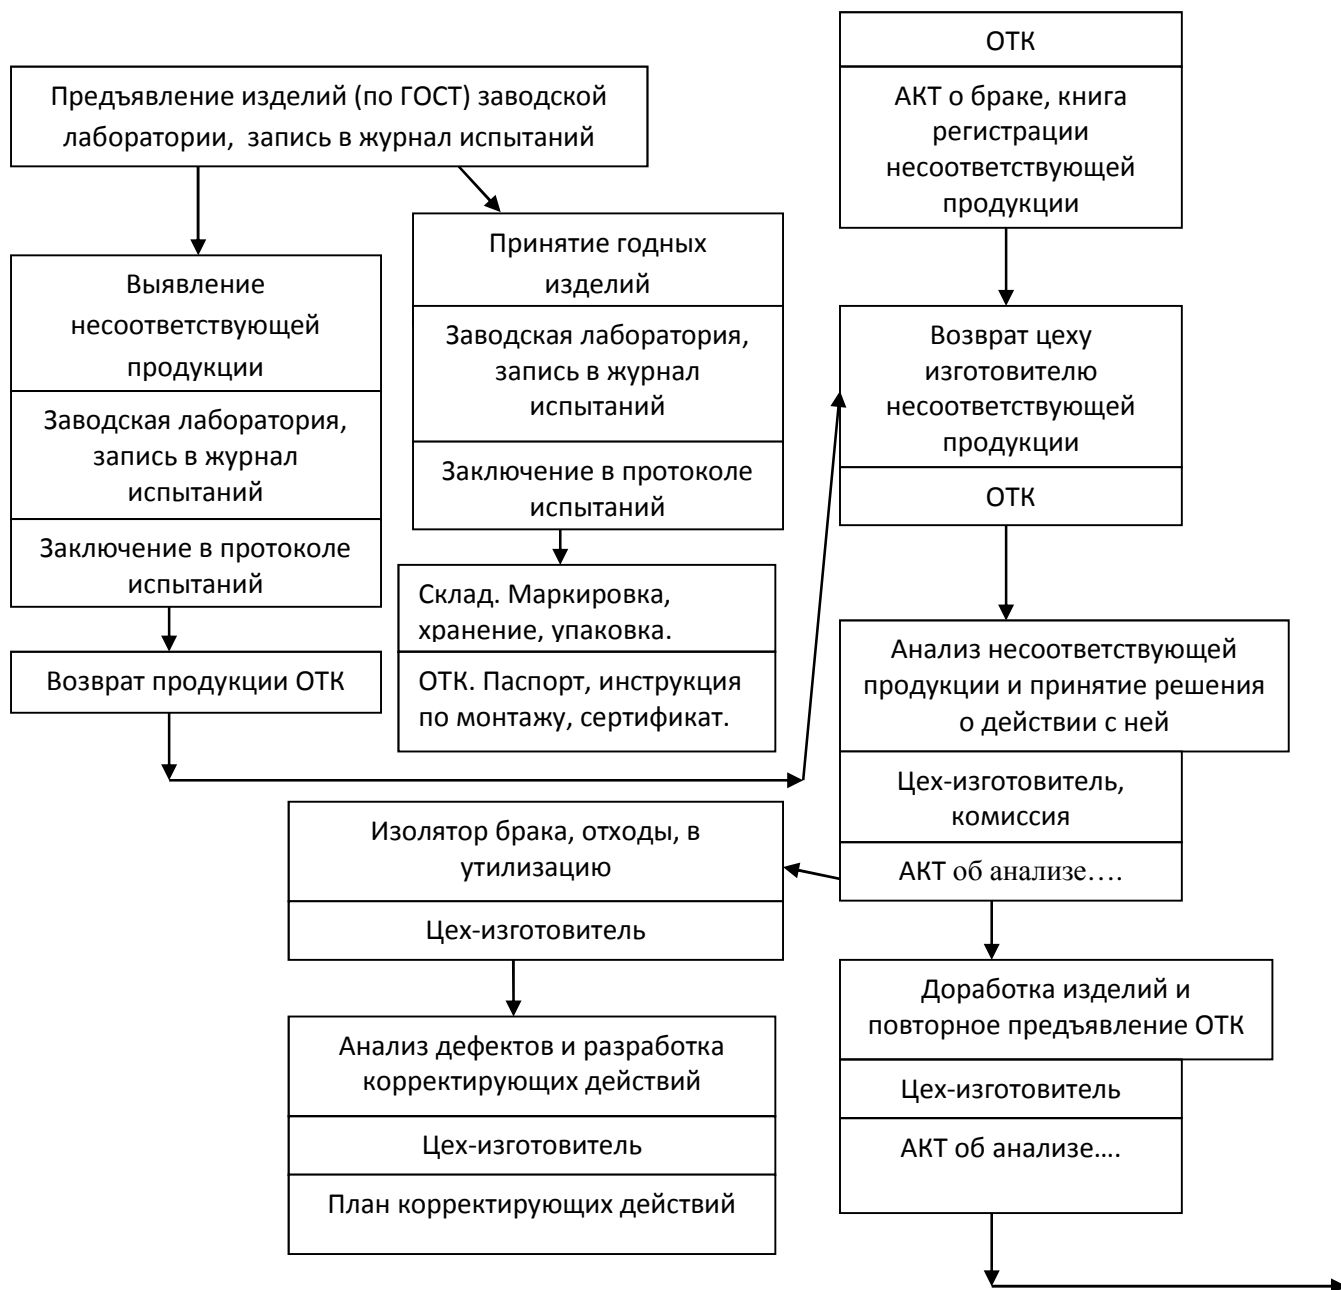 Предъявление изделий (по ГОСТ) заводской
лаборатории, запись в журнал испытаний
Выявление
несоответствующей
продукции
Заводская лаборатория,
запись в журнал
испытаний
Заключение в протоколе
испытаний
Возврат продукции ОТК
Принятие годных
изделий
Заводская лаборатория,
запись в журнал
испытаний
Заключение в протоколе
испытаний
Склад. Маркировка,
хранение, упаковка.
ОТК. Паспорт, инструкция
по монтажу, сертификат.
ОТК
АКТ о браке, книга
регистрации
несоответствующей
продукции
Возврат цеху
изготовителю
несоответствующей
продукции
ОТК
Анализ несоответствующей
продукции и принятие решения
о действии с ней
Цех-изготовитель,
комиссия
АКТ об анализе….
Изолятор брака, отходы, в
утилизацию
Цех-изготовитель
Анализ дефектов и разработка
корректирующих действий
Цех-изготовитель
План корректирующих действий
Доработка изделий и
повторное предъявление ОТК
Цех-изготовитель
АКТ об анализе….